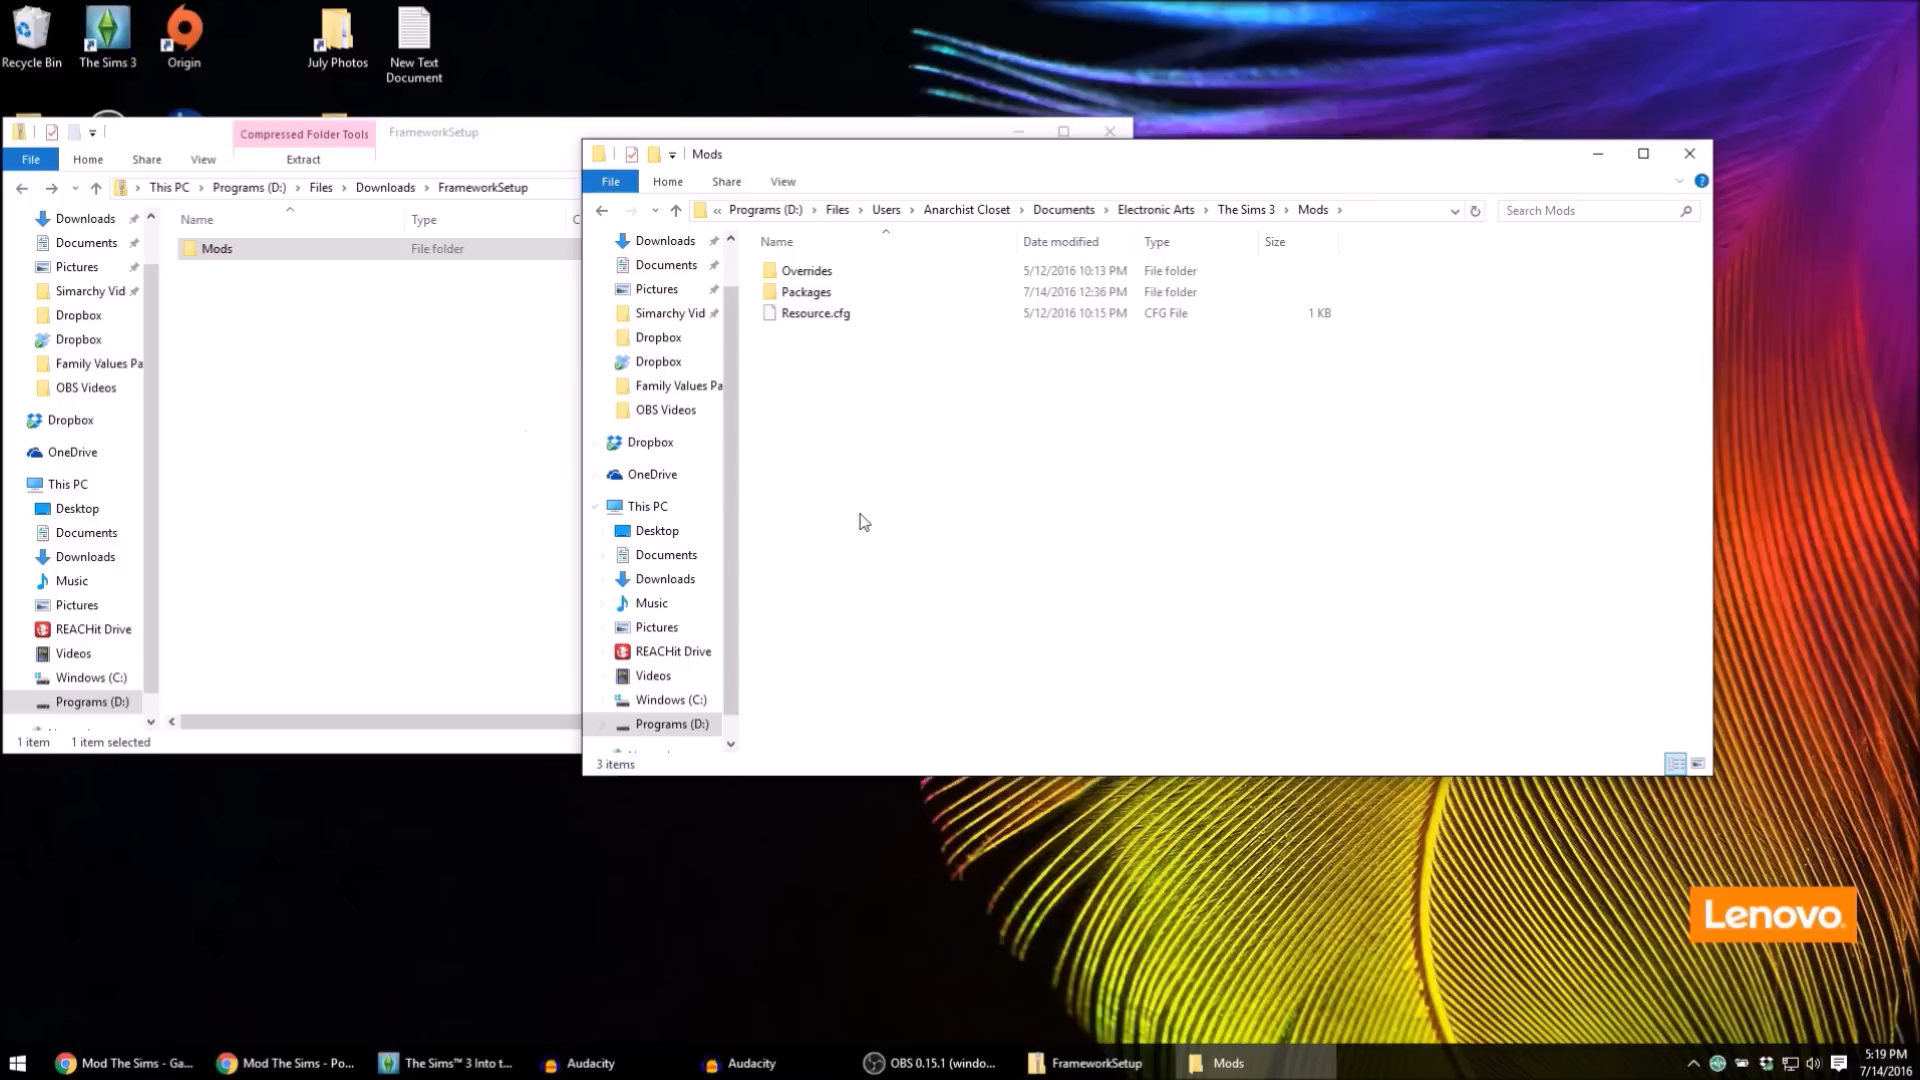 Recycle Bin
The Sims 3
Origin
July Photos
New Text
Document
Compressed Folder Tools
FrameworkSetup
File
Home
Share
View
Extract
This PC
Programs (D:)
Files
Downloads
FrameworkSetup
Name
Type
C
Downloads
Documents
Pictures
Simarchy Vid
Dropbox
Dropbox
Family Values Pa
OBS Videos
Dropbox
OneDrive
This PC
Desktop
Documents
Downloads
Music
Pictures
REACHit Drive
Videos
Windows (C:)
Programs (D:)
Mods
File folder
1 item
1 item selected
Mods
File
Home
Share
View
« Programs (D:)
Files
Users
Anarchist Closet
Documents
Electronic Arts
The Sims 3
Mods
Search Mods
Name
Date modified
Type
Size
Downloads
Documents
Pictures
Simarchy Vid
Dropbox
Dropbox
Family Values Pa
OBS Videos
Dropbox
OneDrive
This PC
Desktop
Documents
Downloads
Music
Pictures
REACHit Drive
Videos
Windows (C:)
Programs (D:)
Overrides 5/12/2016 10:13 PM File folder
Packages 7/14/2016 12:36 PM File folder
Resource.cfg 5/12/2016 10:15 PM CFG File 1 KB
3 items
Lenovo
Mod The Sims - Ga...
Mod The Sims - Po...
The Sims™ 3 Into t...
Audacity
Audacity
OBS 0.15.1 (windo...
FrameworkSetup
Mods
5:19 PM
7/14/2016